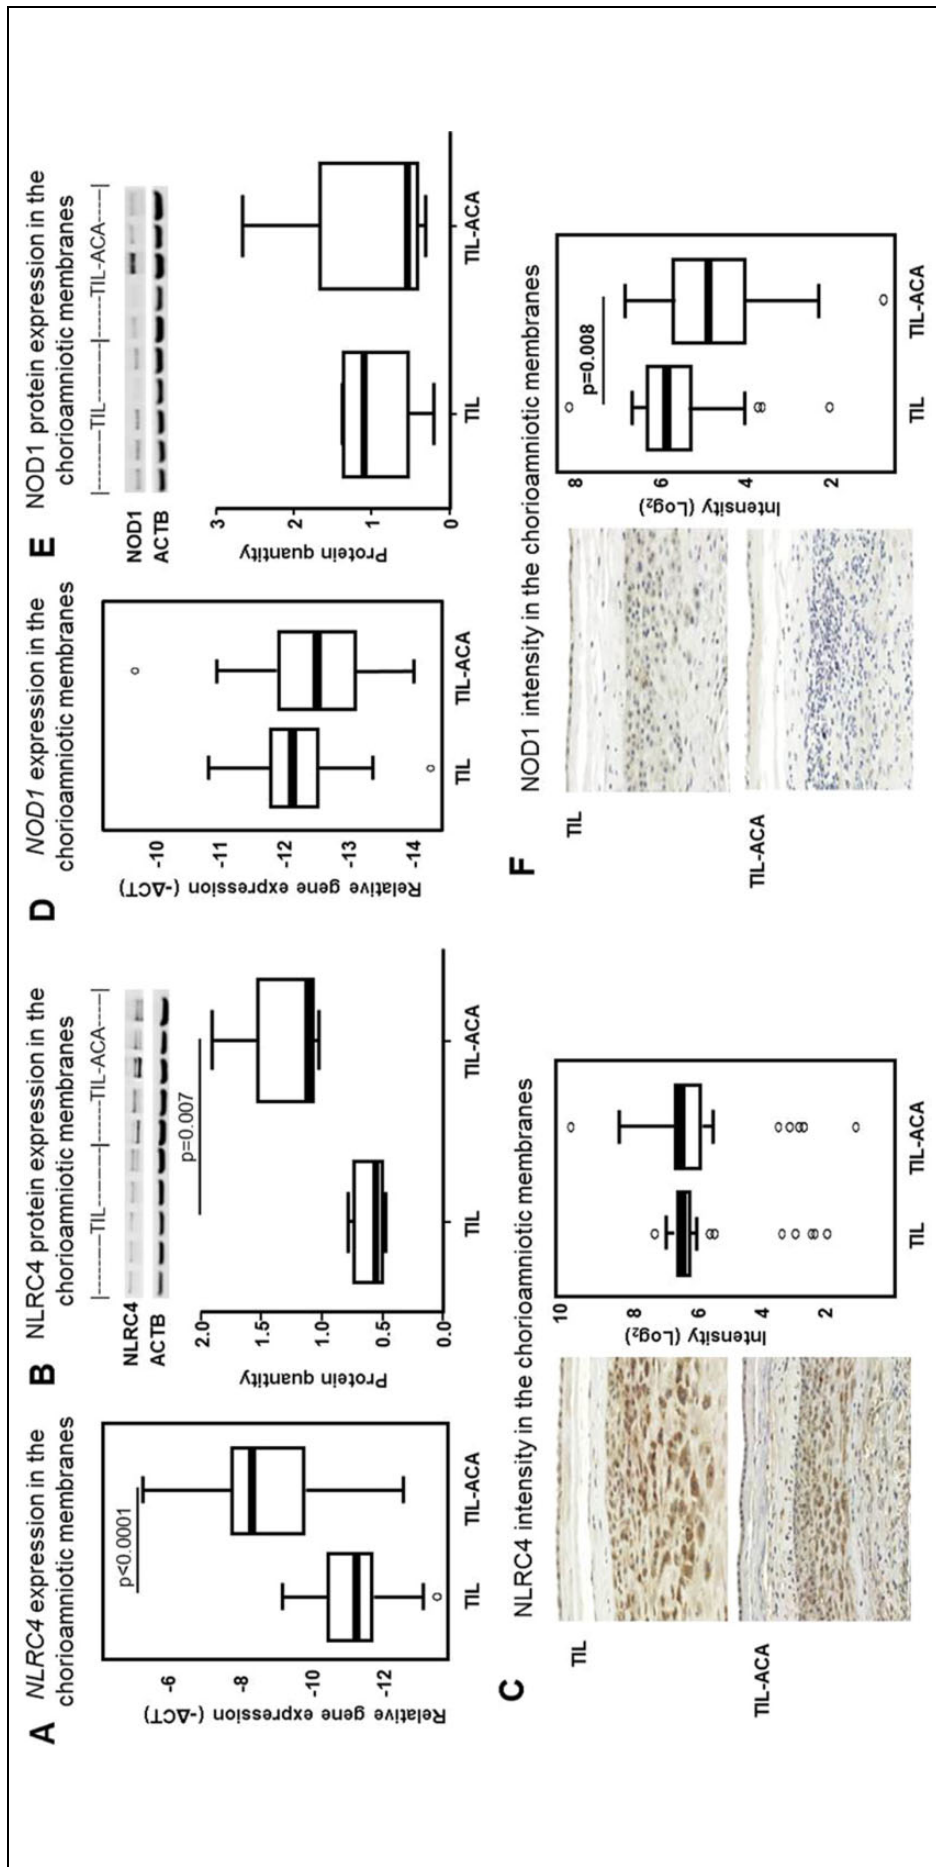 A
NLRC4 expression in the
chorioamniotic membranes
Relative gene expression (-ΔCT)
-6
-8
-10
-12
p<0.0001
TIL
TIL-ACA
B
NLRC4 protein expression in the
chorioamniotic membranes
|-------TIL-------|------TIL-ACA-----|
NLRC4
ACTB
Protein quantity
2.0
1.5
1.0
0.5
0.0
p=0.007
TIL
TIL-ACA
C
NLRC4 intensity in the chorioamniotic membranes
TIL
TIL-ACA
Intensity (Log₂)
10
8
6
4
2
TIL
TIL-ACA
D
NOD1 expression in the
chorioamniotic membranes
Relative gene expression (-ΔCT)
-10
-11
-12
-13
-14
TIL
TIL-ACA
E
NOD1 protein expression in the
chorioamniotic membranes
|-------TIL-------|------TIL-ACA-----|
NOD1
ACTB
Protein quantity
3
2
1
0
TIL
TIL-ACA
F
NOD1 intensity in the chorioamniotic membranes
TIL
TIL-ACA
Intensity (Log₂)
8
6
4
2
p=0.008
TIL
TIL-ACA